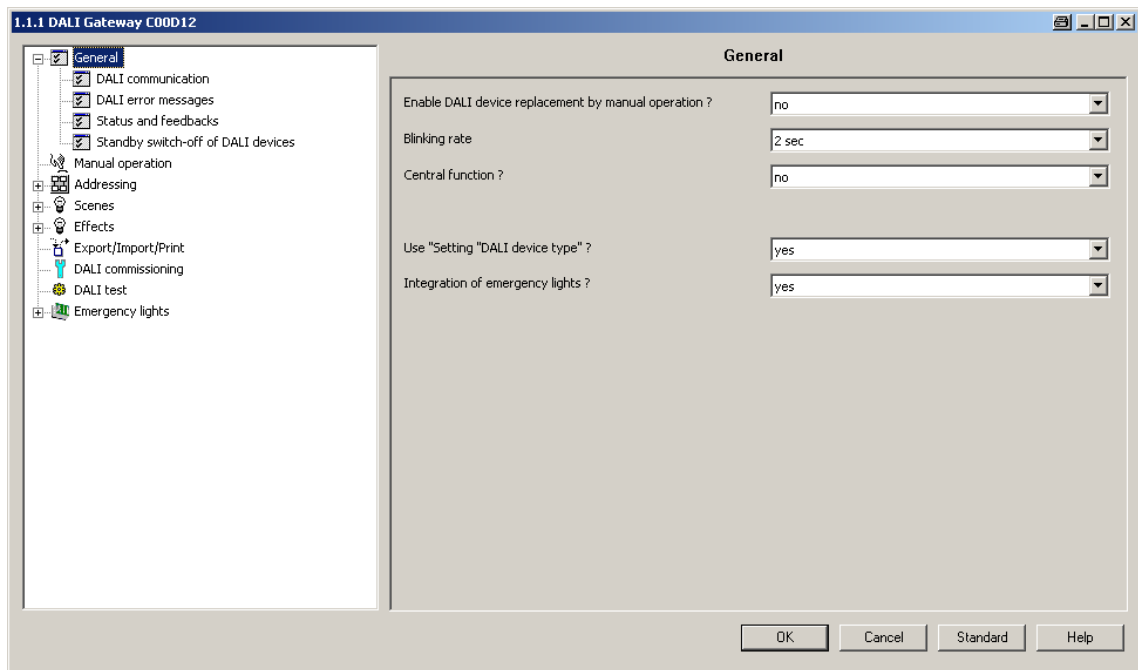 1.1.1 DALI Gateway C00D12
General
DALI communication
DALI error messages
Status and feedbacks
Standby switch-off of DALI devices
Manual operation
Addressing
Scenes
Effects
Export/Import/Print
DALI commissioning
DALI test
Emergency lights
General
Enable DALI device replacement by manual operation ? no
Blinking rate 2 sec
Central function ? no
Use "Setting "DALI device type" ? yes
Integration of emergency lights ? yes
OK Cancel Standard Help